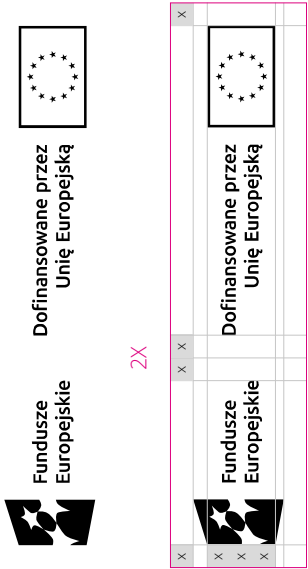 Fundusze
Europejskie
Dofinansowane przez
Unię Europejską
2X
X X X X
X
X
X
Fundusze
Europejskie
Dofinansowane przez
Unię Europejską